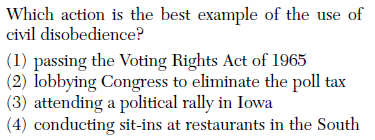 Which action is the best example of the use of
civil disobedience?
(1) passing the Voting Rights Act of 1965
(2) lobbying Congress to eliminate the poll tax
(3) attending a political rally in Iowa
(4) conducting sit-ins at restaurants in the South